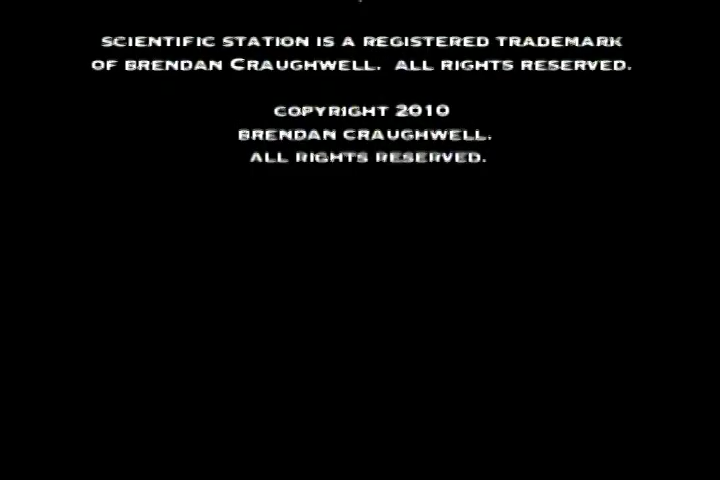 SCIENTIFIC STATION IS A REGISTERED TRADEMARK
OF BRENDAN CRAUGHWELL. ALL RIGHTS RESERVED.
COPYRIGHT 2010
BRENDAN CRAUGHWELL.
ALL RIGHTS RESERVED.